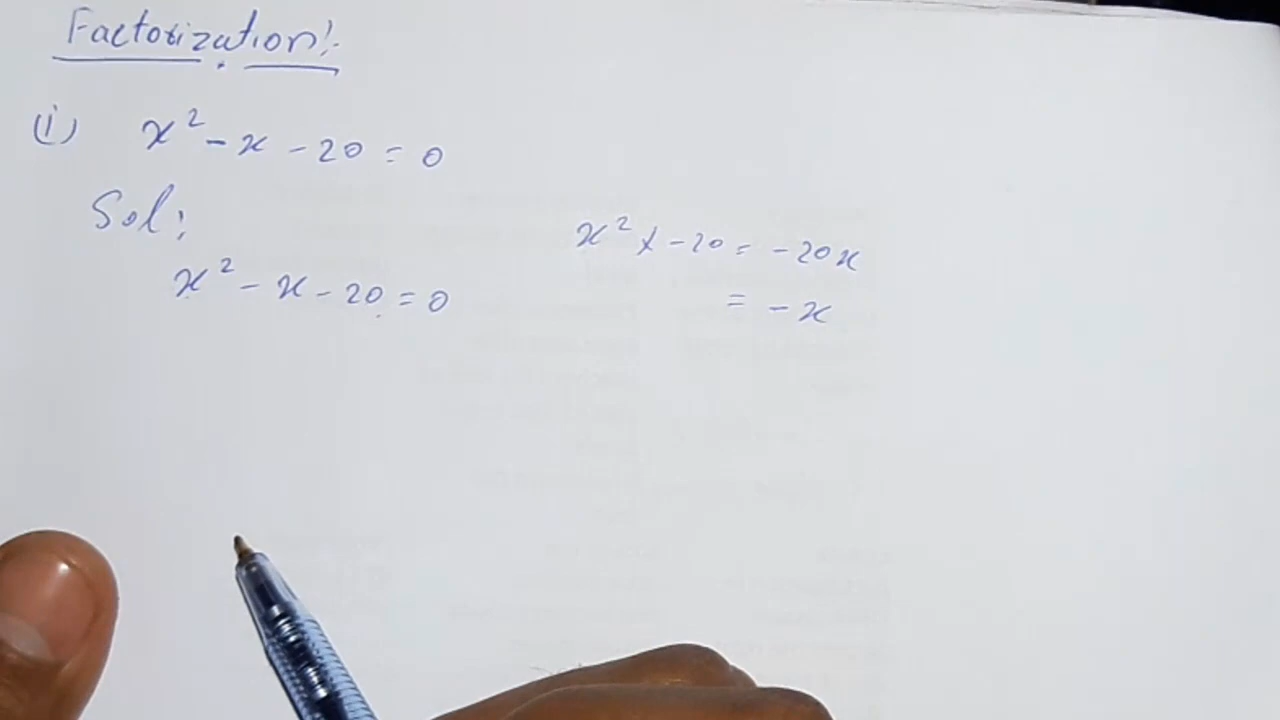 Factorization:-
(i) x² - x - 20 = 0
Sol:
x² × -20 = -20x
x² - x - 20 = 0
= -x